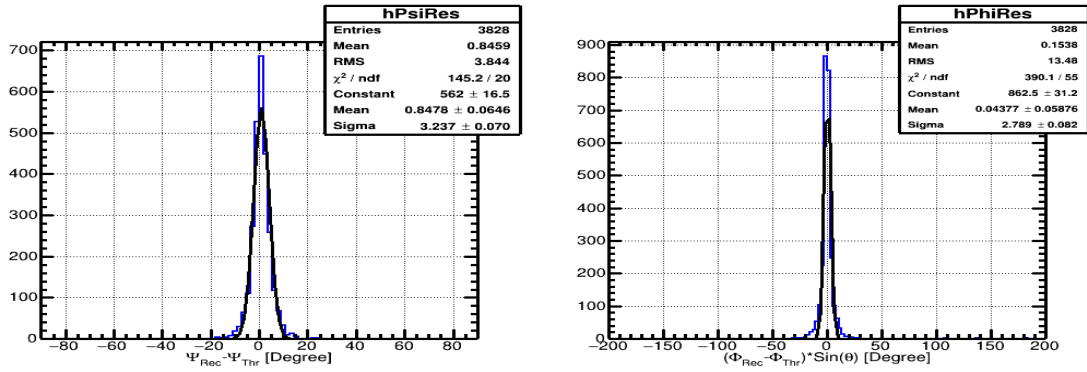 hPsiRes
Entries 3828
Mean 0.8459
RMS 3.844
χ² / ndf 145.2 / 20
Constant 562 ± 16.5
Mean 0.8478 ± 0.0646
Sigma 3.237 ± 0.070
700
600
500
400
300
200
100
0
−80 −60 −40 −20 0 20 40 60 80
Ψ_Rec-Ψ_Thr [Degree]
hPhiRes
Entries 3828
Mean 0.1538
RMS 13.48
χ² / ndf 390.1 / 55
Constant 862.5 ± 31.2
Mean 0.04377 ± 0.05876
Sigma 2.789 ± 0.082
900
800
700
600
500
400
300
200
100
0
−200 −150 −100 −50 0 50 100 150 200
(Φ_Rec-Φ_Thr)*Sin(θ) [Degree]